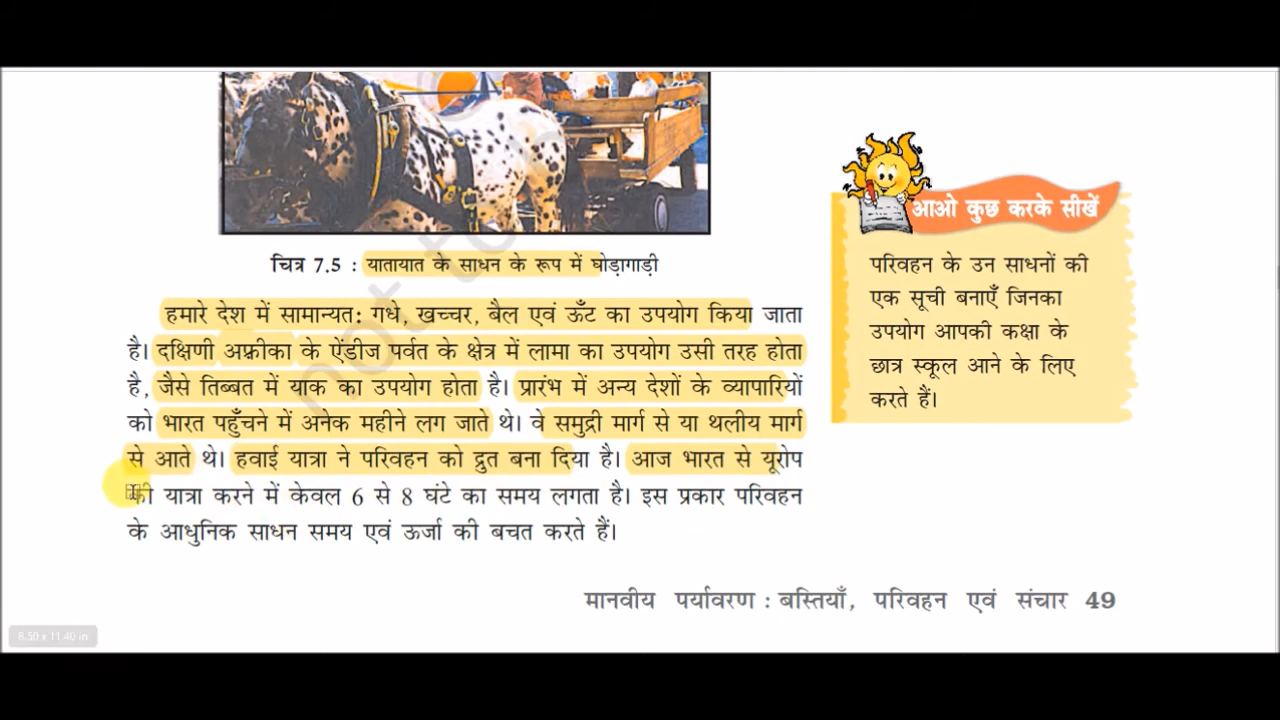 चित्र 7.5 : यातायात के साधन के रूप में घोड़ागाड़ी
हमारे देश में सामान्यत: गधे, खच्चर, बैल एवं ऊँट का उपयोग किया जाता
है। दक्षिणी अफ़्रीका के ऐंडीज पर्वत के क्षेत्र में लामा का उपयोग उसी तरह होता
है, जैसे तिब्बत में याक का उपयोग होता है। प्रारंभ में अन्य देशों के व्यापारियों
को भारत पहुँचने में अनेक महीने लग जाते थे। वे समुद्री मार्ग से या थलीय मार्ग
से आते थे। हवाई यात्रा ने परिवहन को द्रुत बना दिया है। आज भारत से यूरोप
की यात्रा करने में केवल 6 से 8 घंटे का समय लगता है। इस प्रकार परिवहन
के आधुनिक साधन समय एवं ऊर्जा की बचत करते हैं।
आओ कुछ करके सीखें
परिवहन के उन साधनों की
एक सूची बनाएँ जिनका
उपयोग आपकी कक्षा के
छात्र स्कूल आने के लिए
करते हैं।
मानवीय पर्यावरण : बस्तियाँ, परिवहन एवं संचार 49
8.50 x 11.40 in
not to